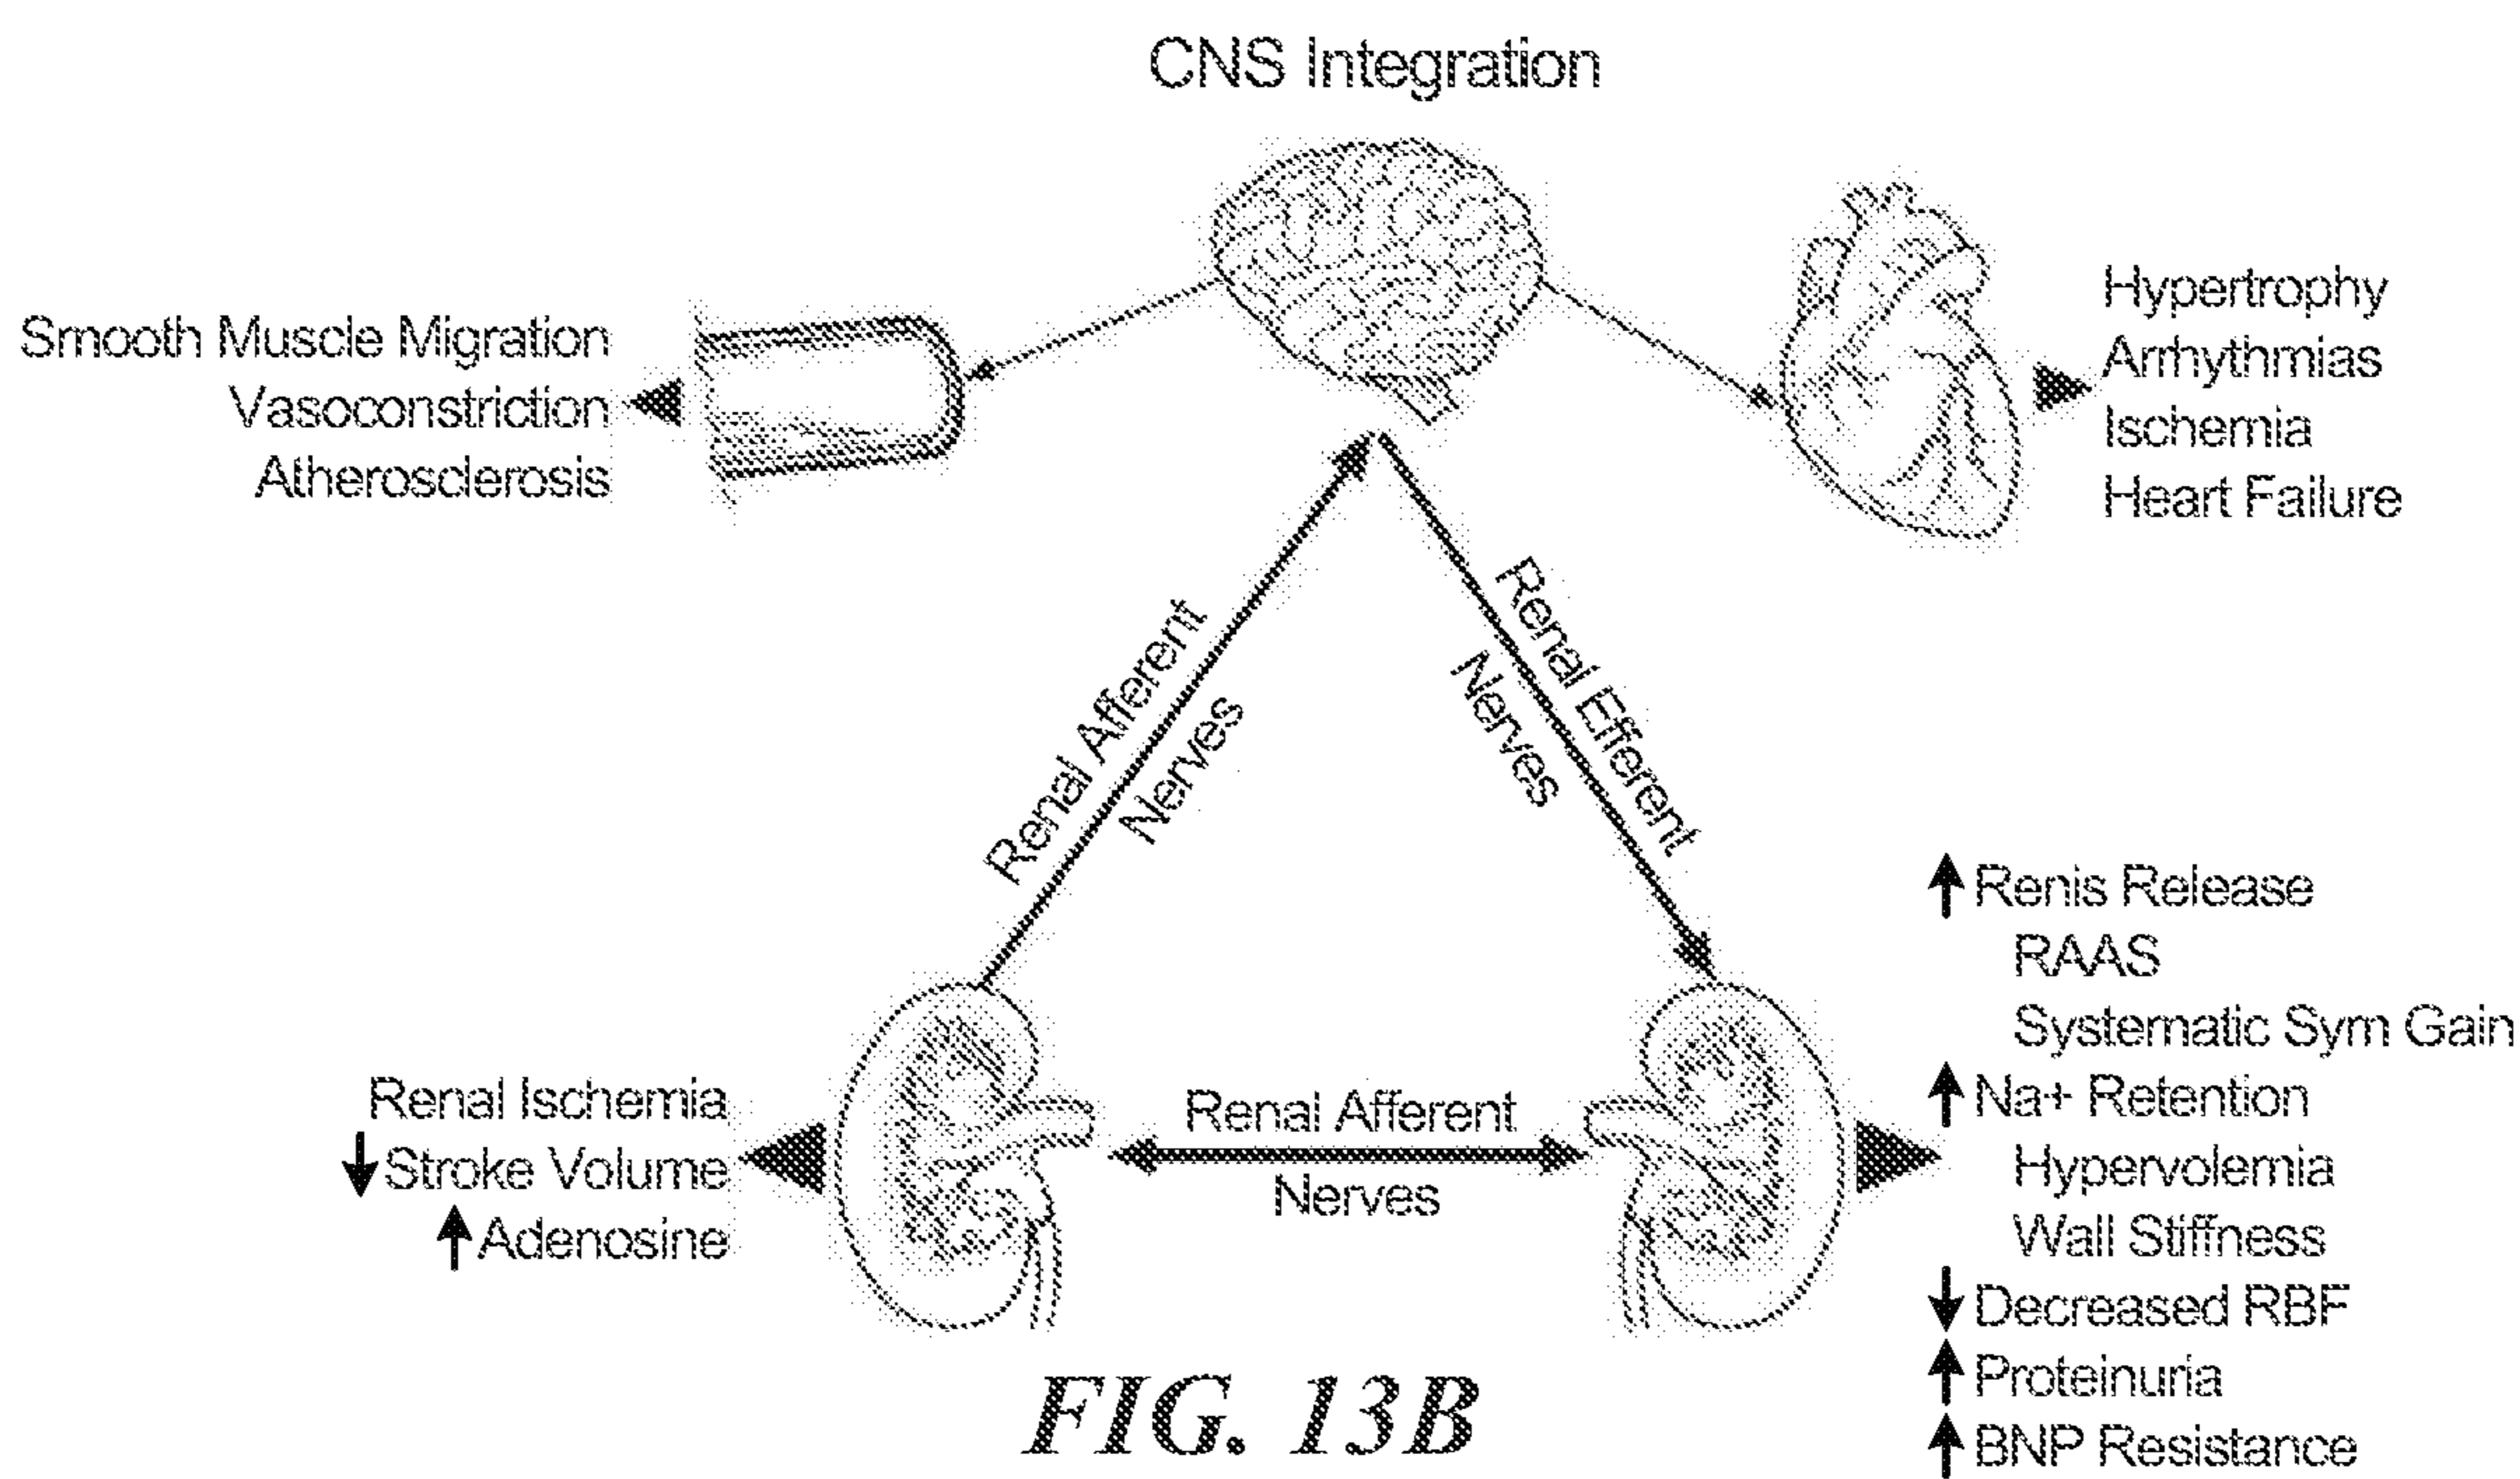 CNS Integration
Smooth Muscle Migration
Vasoconstriction
Atherosclerosis
Hypertrophy
Arrhythmias
Ischemia
Heart Failure
Renal Afferent
Nerves
Renal Efferent
Nerves
Renal Ischemia
↓Stroke Volume
↑Adenosine
Renal Afferent
Nerves
↑Renis Release
RAAS
Systematic Sym Gain
↑Na+ Retention
Hypervolemia
Wall Stiffness
↓Decreased RBF
↑Proteinuria
↑BNP Resistance
FIG. 13B